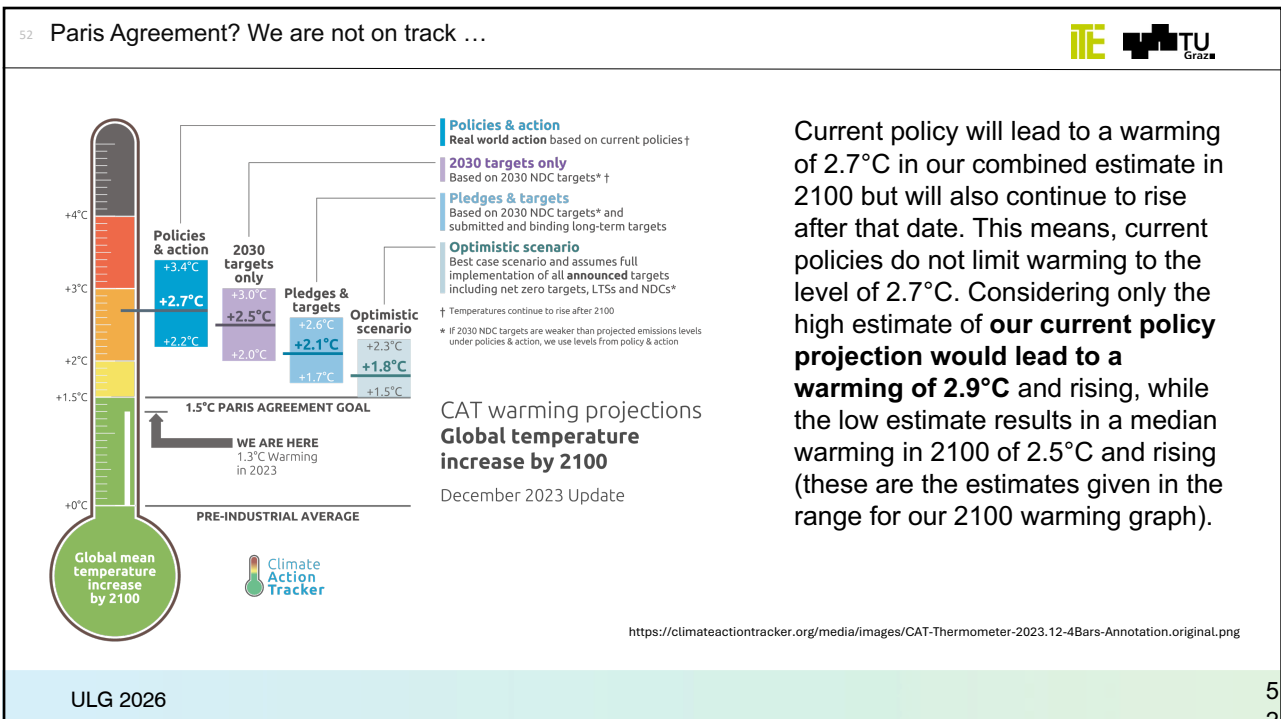 52 Paris Agreement? We are not on track …
iTE TU
Graz
+4°C
+3°C
+2°C
+1.5°C
+0°C
Policies
& action
+3.4°C
+2.7°C
+2.2°C
2030
targets
only
+3.0°C
+2.5°C
+2.0°C
Pledges &
targets
+2.6°C
+2.1°C
+1.7°C
Optimistic
scenario
+2.3°C
+1.8°C
+1.5°C
1.5°C PARIS AGREEMENT GOAL
WE ARE HERE
1.3°C Warming
in 2023
PRE-INDUSTRIAL AVERAGE
Global mean
temperature
increase
by 2100
Climate
Action
Tracker
Policies & action
Real world action based on current policies †
2030 targets only
Based on 2030 NDC targets* †
Pledges & targets
Based on 2030 NDC targets* and
submitted and binding long-term targets
Optimistic scenario
Best case scenario and assumes full
implementation of all announced targets
including net zero targets, LTSs and NDCs*
† Temperatures continue to rise after 2100
* If 2030 NDC targets are weaker than projected emissions levels
under policies & action, we use levels from policy & action
CAT warming projections
Global temperature
increase by 2100
December 2023 Update
Current policy will lead to a warming
of 2.7°C in our combined estimate in
2100 but will also continue to rise
after that date. This means, current
policies do not limit warming to the
level of 2.7°C. Considering only the
high estimate of our current policy
projection would lead to a
warming of 2.9°C and rising, while
the low estimate results in a median
warming in 2100 of 2.5°C and rising
(these are the estimates given in the
range for our 2100 warming graph).
https://climateactiontracker.org/media/images/CAT-Thermometer-2023.12-4Bars-Annotation.original.png
ULG 2026
5